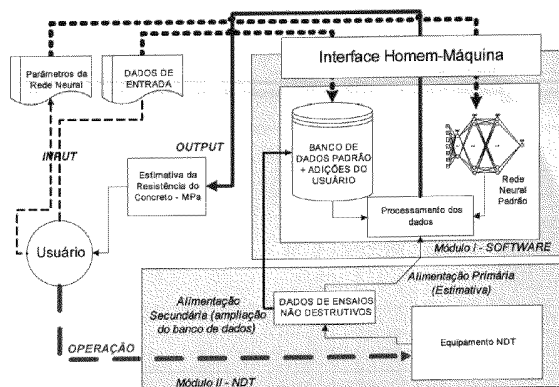 Interface Homem-Máquina
Parâmetros da
Rede Neural
DADOS DE
ENTRADA
INPUT
OUTPUT
Estimativa da
Resistência do
Concreto - MPa
BANCO DE
DADOS PADRÃO
+ ADIÇÕES DO
USUÁRIO
Rede
Neural
Padrão
Processamento dos
dados
Módulo I - SOFTWARE
Usuário
Alimentação Primária
(Estimativa)
Alimentação
Secundária (ampliação
do banco de dados)
DADOS DE ENSAIOS
NÃO DESTRUTIVOS
Equipamento NDT
OPERAÇÃO
Módulo II - NDT